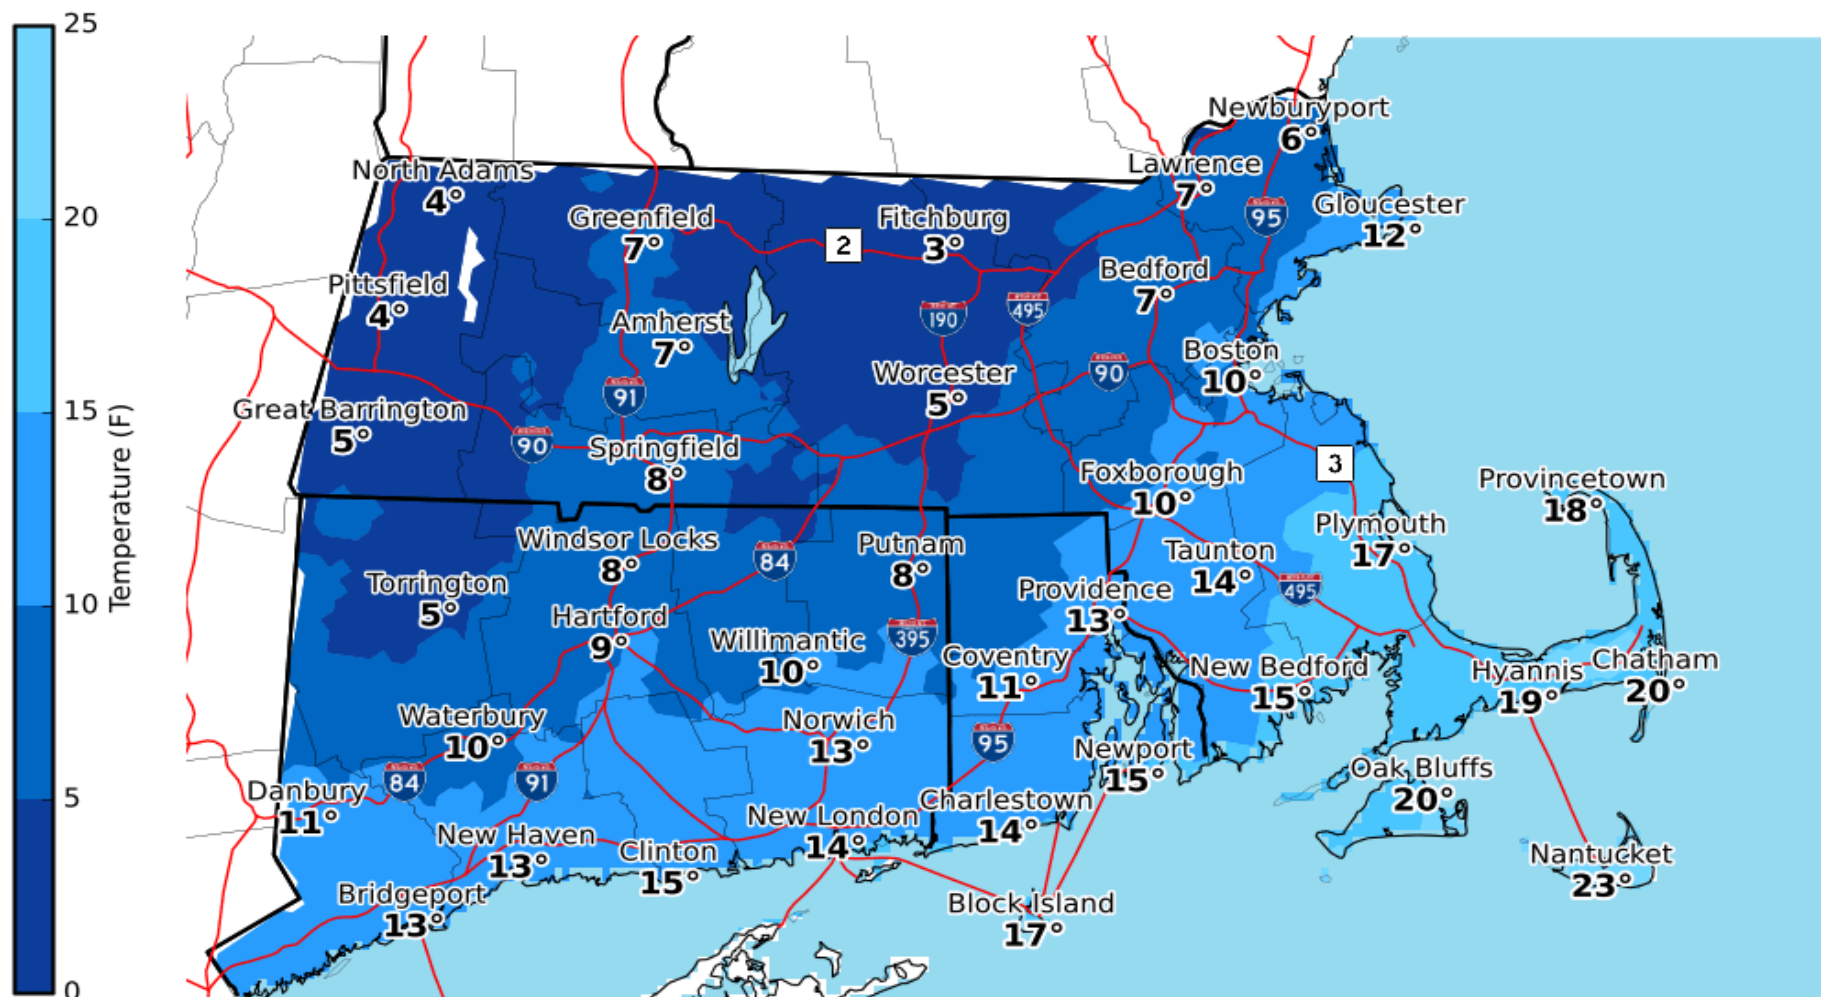 25
20
15
10
5
0
Temperature (F)
Newburyport
6°
Lawrence
7°
North Adams
4°
Gloucester
12°
95
Greenfield
7°
2
Fitchburg
3°
Bedford
7°
Pittsfield
4°
190
495
Amherst
7°
Boston
10°
Worcester
5°
90
91
Great Barrington
5°
90
Springfield
8°
3
Foxborough
10°
Provincetown
18°
Plymouth
17°
Windsor Locks
8°
84
Putnam
8°
Taunton
14°
Torrington
5°
Providence
13°
495
Hartford
9°
Willimantic
10°
395
Coventry
11°
New Bedford
15°
Hyannis
19°
Chatham
20°
Waterbury
10°
Norwich
13°
95
Newport
15°
Oak Bluffs
20°
84
91
Danbury
11°
Charlestown
14°
New London
14°
New Haven
13°
Clinton
15°
Nantucket
23°
Bridgeport
13°
Block Island
17°